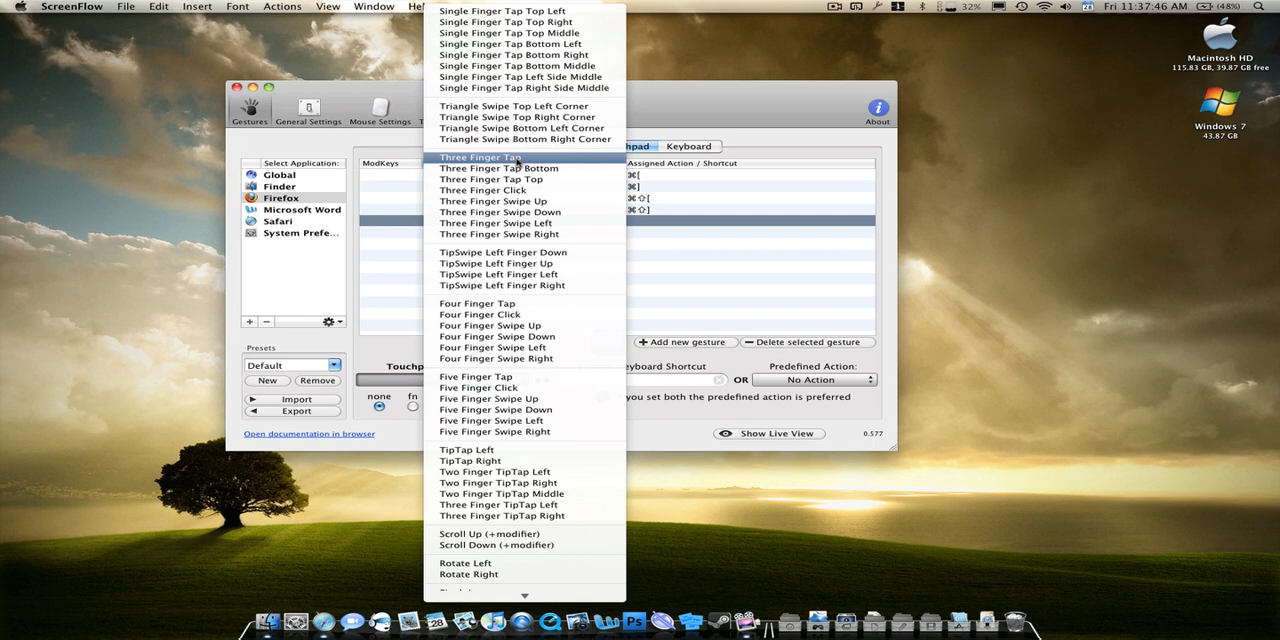 ScreenFlow File Edit Insert Font Actions View Window
32% Fri 11:37:46 AM (48%)
Macintosh HD
115.83 GB, 39.87 GB free
Windows 7
43.87 GB
Gestures General Settings Mouse Settings
About
Keyboard
Select Application:
Global
Finder
Firefox
Microsoft Word
Safari
System Prefe...
+ −
Presets
Default
New Remove
Import
Export
Open documentation in browser
ModKeys
Assigned Action / Shortcut
⌘[
⌘]
⌘⇧[
⌘⇧]
Single Finger Tap Top Left
Single Finger Tap Top Right
Single Finger Tap Top Middle
Single Finger Tap Bottom Left
Single Finger Tap Bottom Right
Single Finger Tap Bottom Middle
Single Finger Tap Left Side Middle
Single Finger Tap Right Side Middle
Triangle Swipe Top Left Corner
Triangle Swipe Top Right Corner
Triangle Swipe Bottom Left Corner
Triangle Swipe Bottom Right Corner
Three Finger Tap
Three Finger Tap Bottom
Three Finger Tap Top
Three Finger Click
Three Finger Swipe Up
Three Finger Swipe Down
Three Finger Swipe Left
Three Finger Swipe Right
TipSwipe Left Finger Down
TipSwipe Left Finger Up
TipSwipe Left Finger Left
TipSwipe Left Finger Right
Four Finger Tap
Four Finger Click
Four Finger Swipe Up
Four Finger Swipe Down
Four Finger Swipe Left
Four Finger Swipe Right
Five Finger Tap
Five Finger Click
Five Finger Swipe Up
Five Finger Swipe Down
Five Finger Swipe Left
Five Finger Swipe Right
TipTap Left
TipTap Right
Two Finger TipTap Left
Two Finger TipTap Right
Two Finger TipTap Middle
Three Finger TipTap Left
Three Finger TipTap Right
Scroll Up (+modifier)
Scroll Down (+modifier)
Rotate Left
Rotate Right
+ Add new gesture − Delete selected gesture
Shortcut
Predefined Action:
OR
No Action
none fn
you set both the predefined action is preferred
Show Live View
0.577
28
Ps